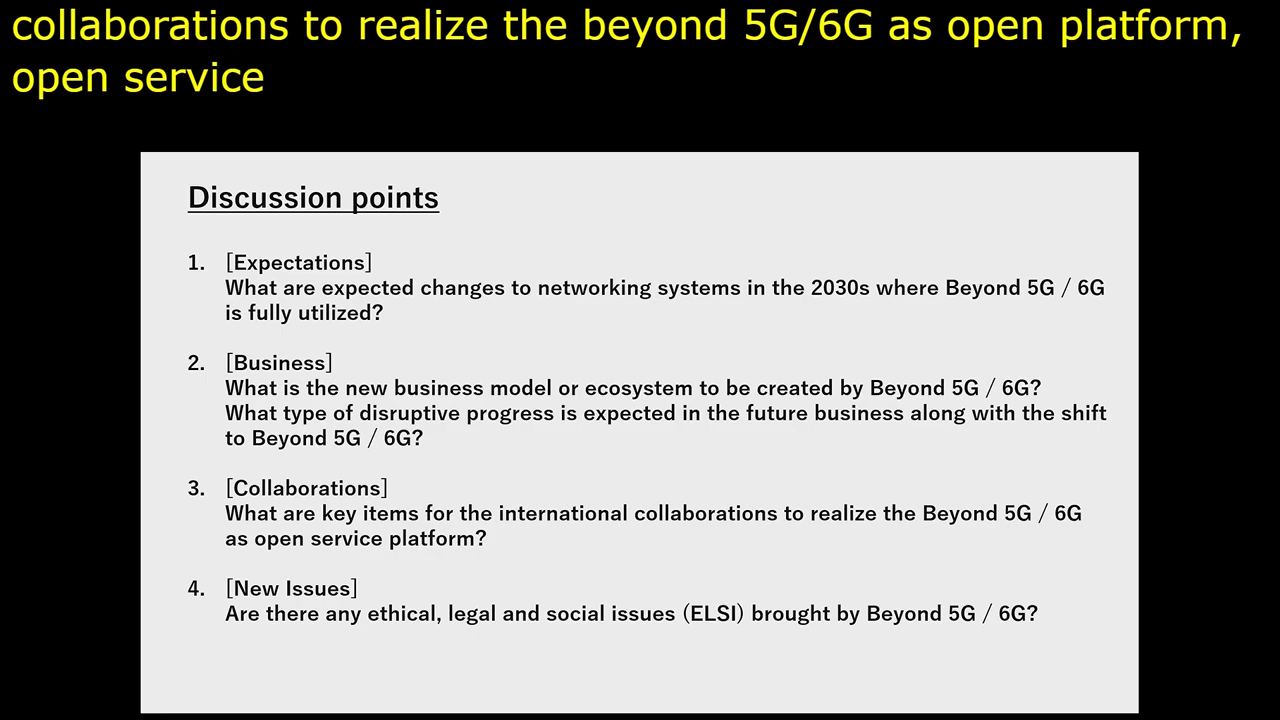 collaborations to realize the beyond 5G/6G as open platform,
open service
Discussion points
1. [Expectations]
What are expected changes to networking systems in the 2030s where Beyond 5G / 6G
is fully utilized?
2. [Business]
What is the new business model or ecosystem to be created by Beyond 5G / 6G?
What type of disruptive progress is expected in the future business along with the shift
to Beyond 5G / 6G?
3. [Collaborations]
What are key items for the international collaborations to realize the Beyond 5G / 6G
as open service platform?
4. [New Issues]
Are there any ethical, legal and social issues (ELSI) brought by Beyond 5G / 6G?